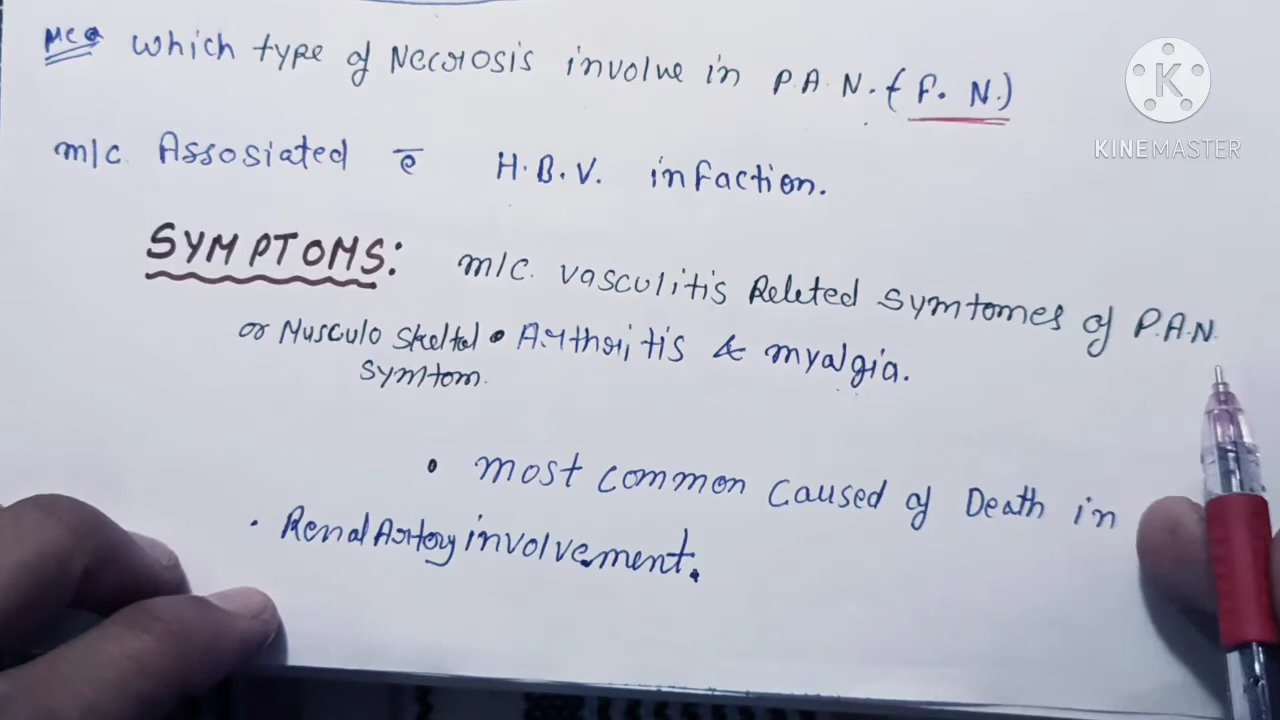 MCQ Which type of Necrosis involve in P.A.N. (F. N.)
K
KINEMASTER
m/c. Assosiated c̄ H.B.V. infaction.
SYMPTOMS: m/c. vasculitis Releted Symtomes of P.A.N.
or Musculo Skeltal • Arthritis & myalgia.
Symtom.
• most common caused of Death in
• Renal Artory involvement.